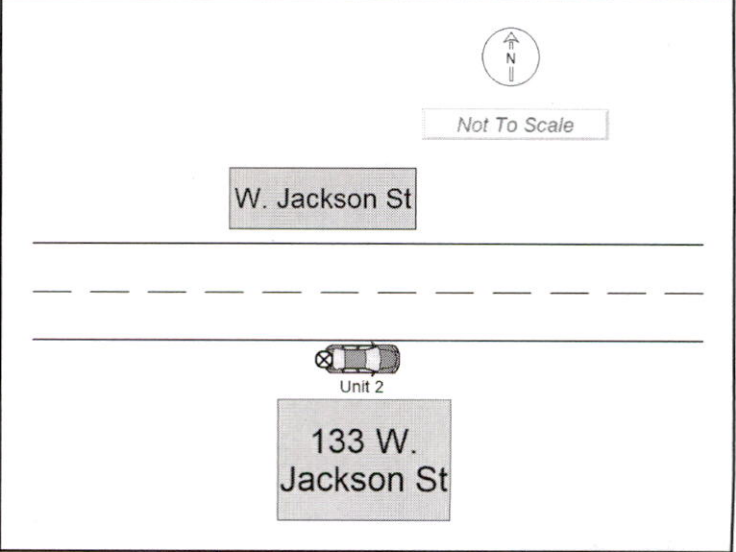 N
Not To Scale
W. Jackson St
Unit 2
133 W.
Jackson St